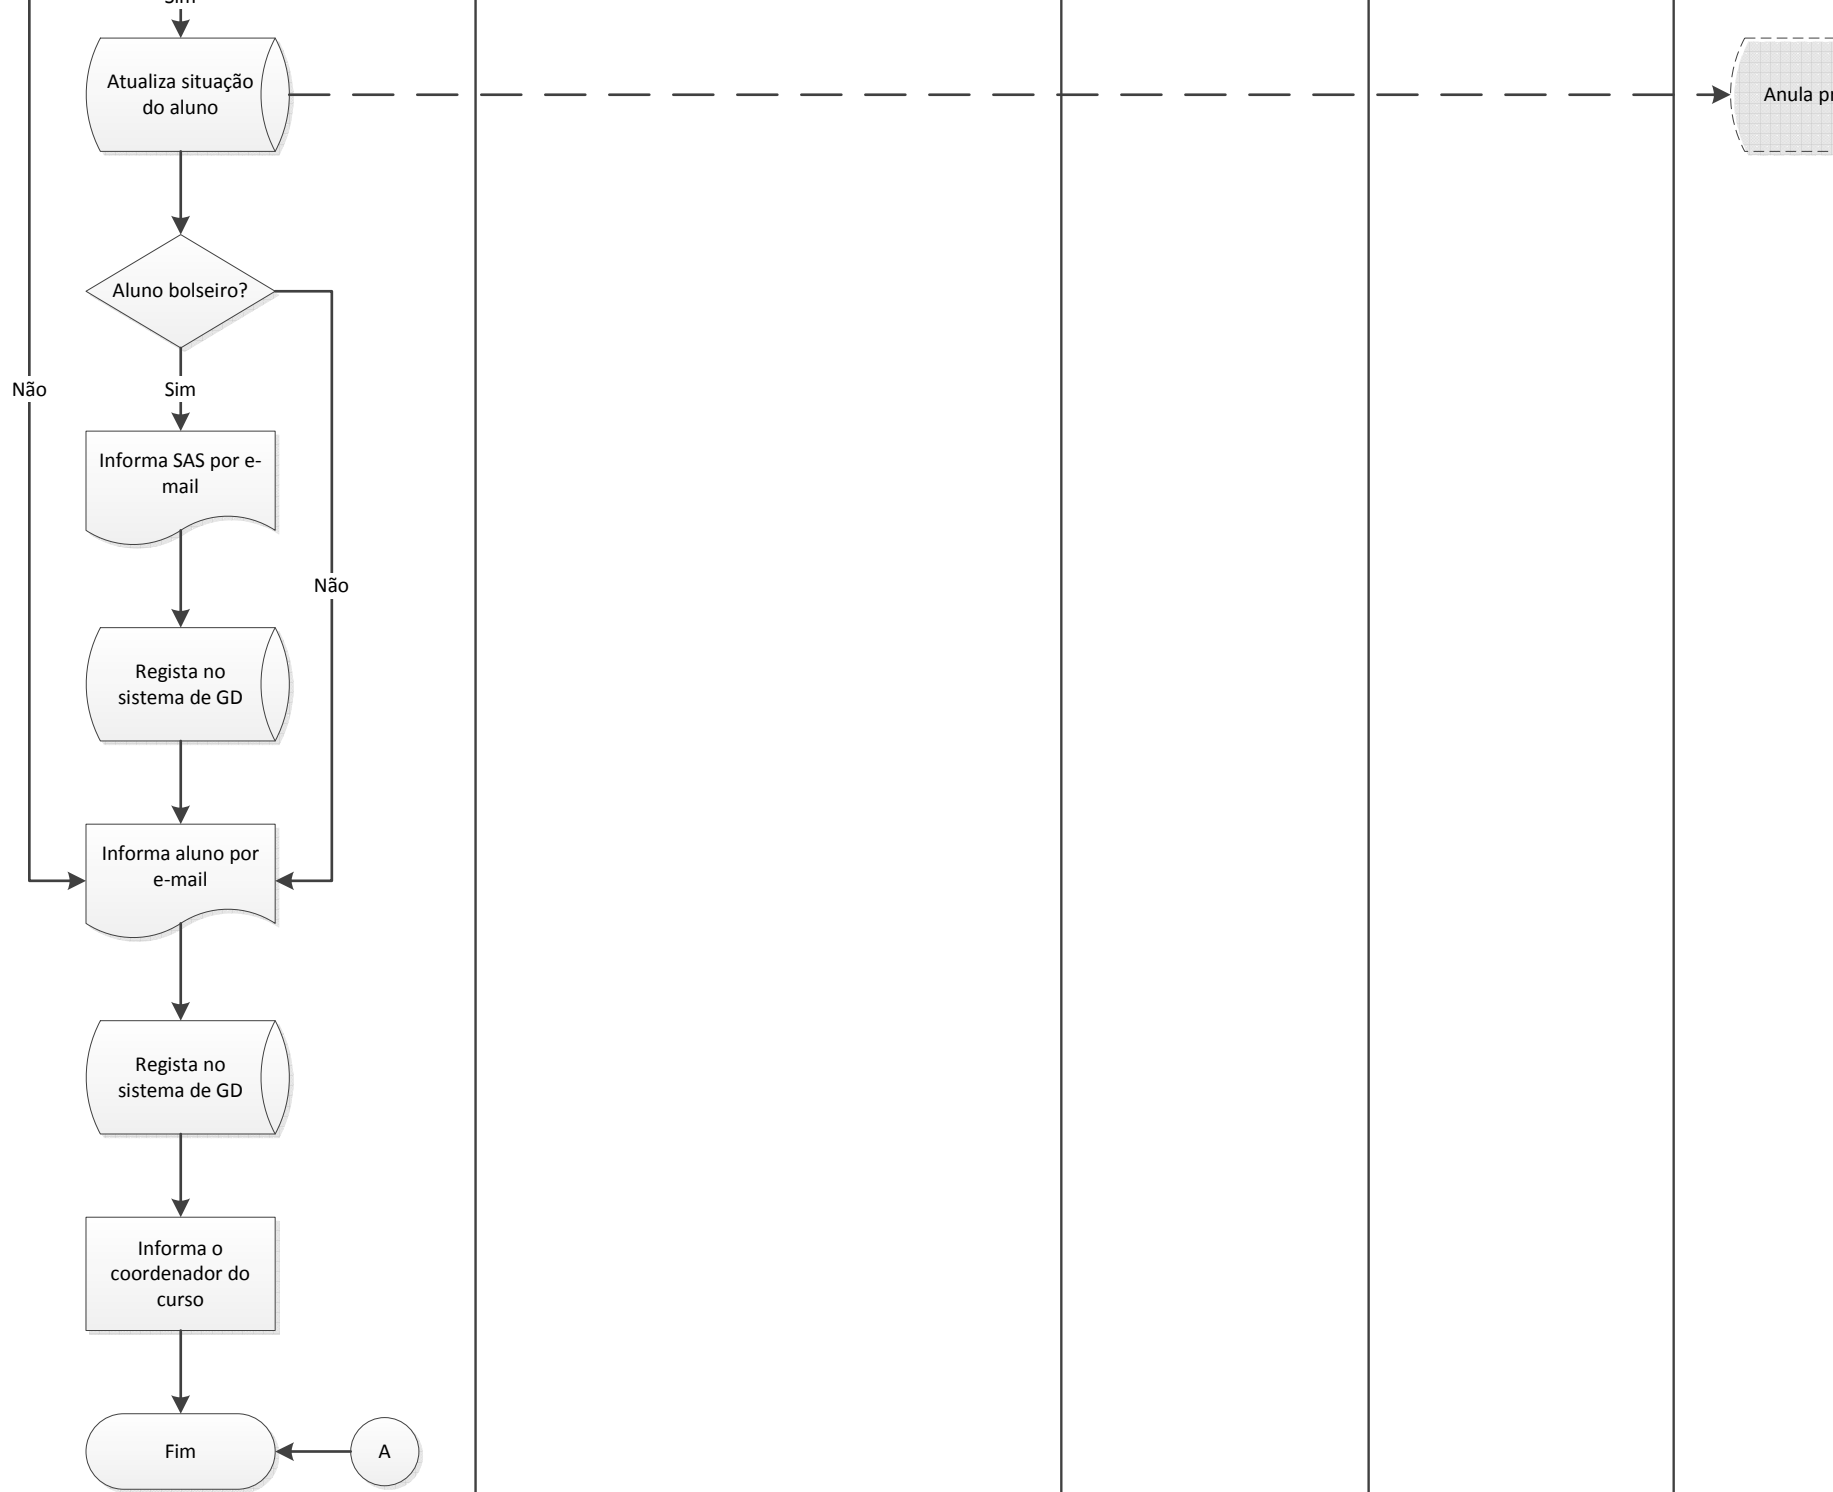 Sim
Atualiza situação
do aluno
Anula
Aluno bolseiro?
Não
Sim
Informa SAS por e-
mail
Não
Regista no
sistema de GD
Informa aluno por
e-mail
Regista no
sistema de GD
Informa o
coordenador do
curso
Fim
A